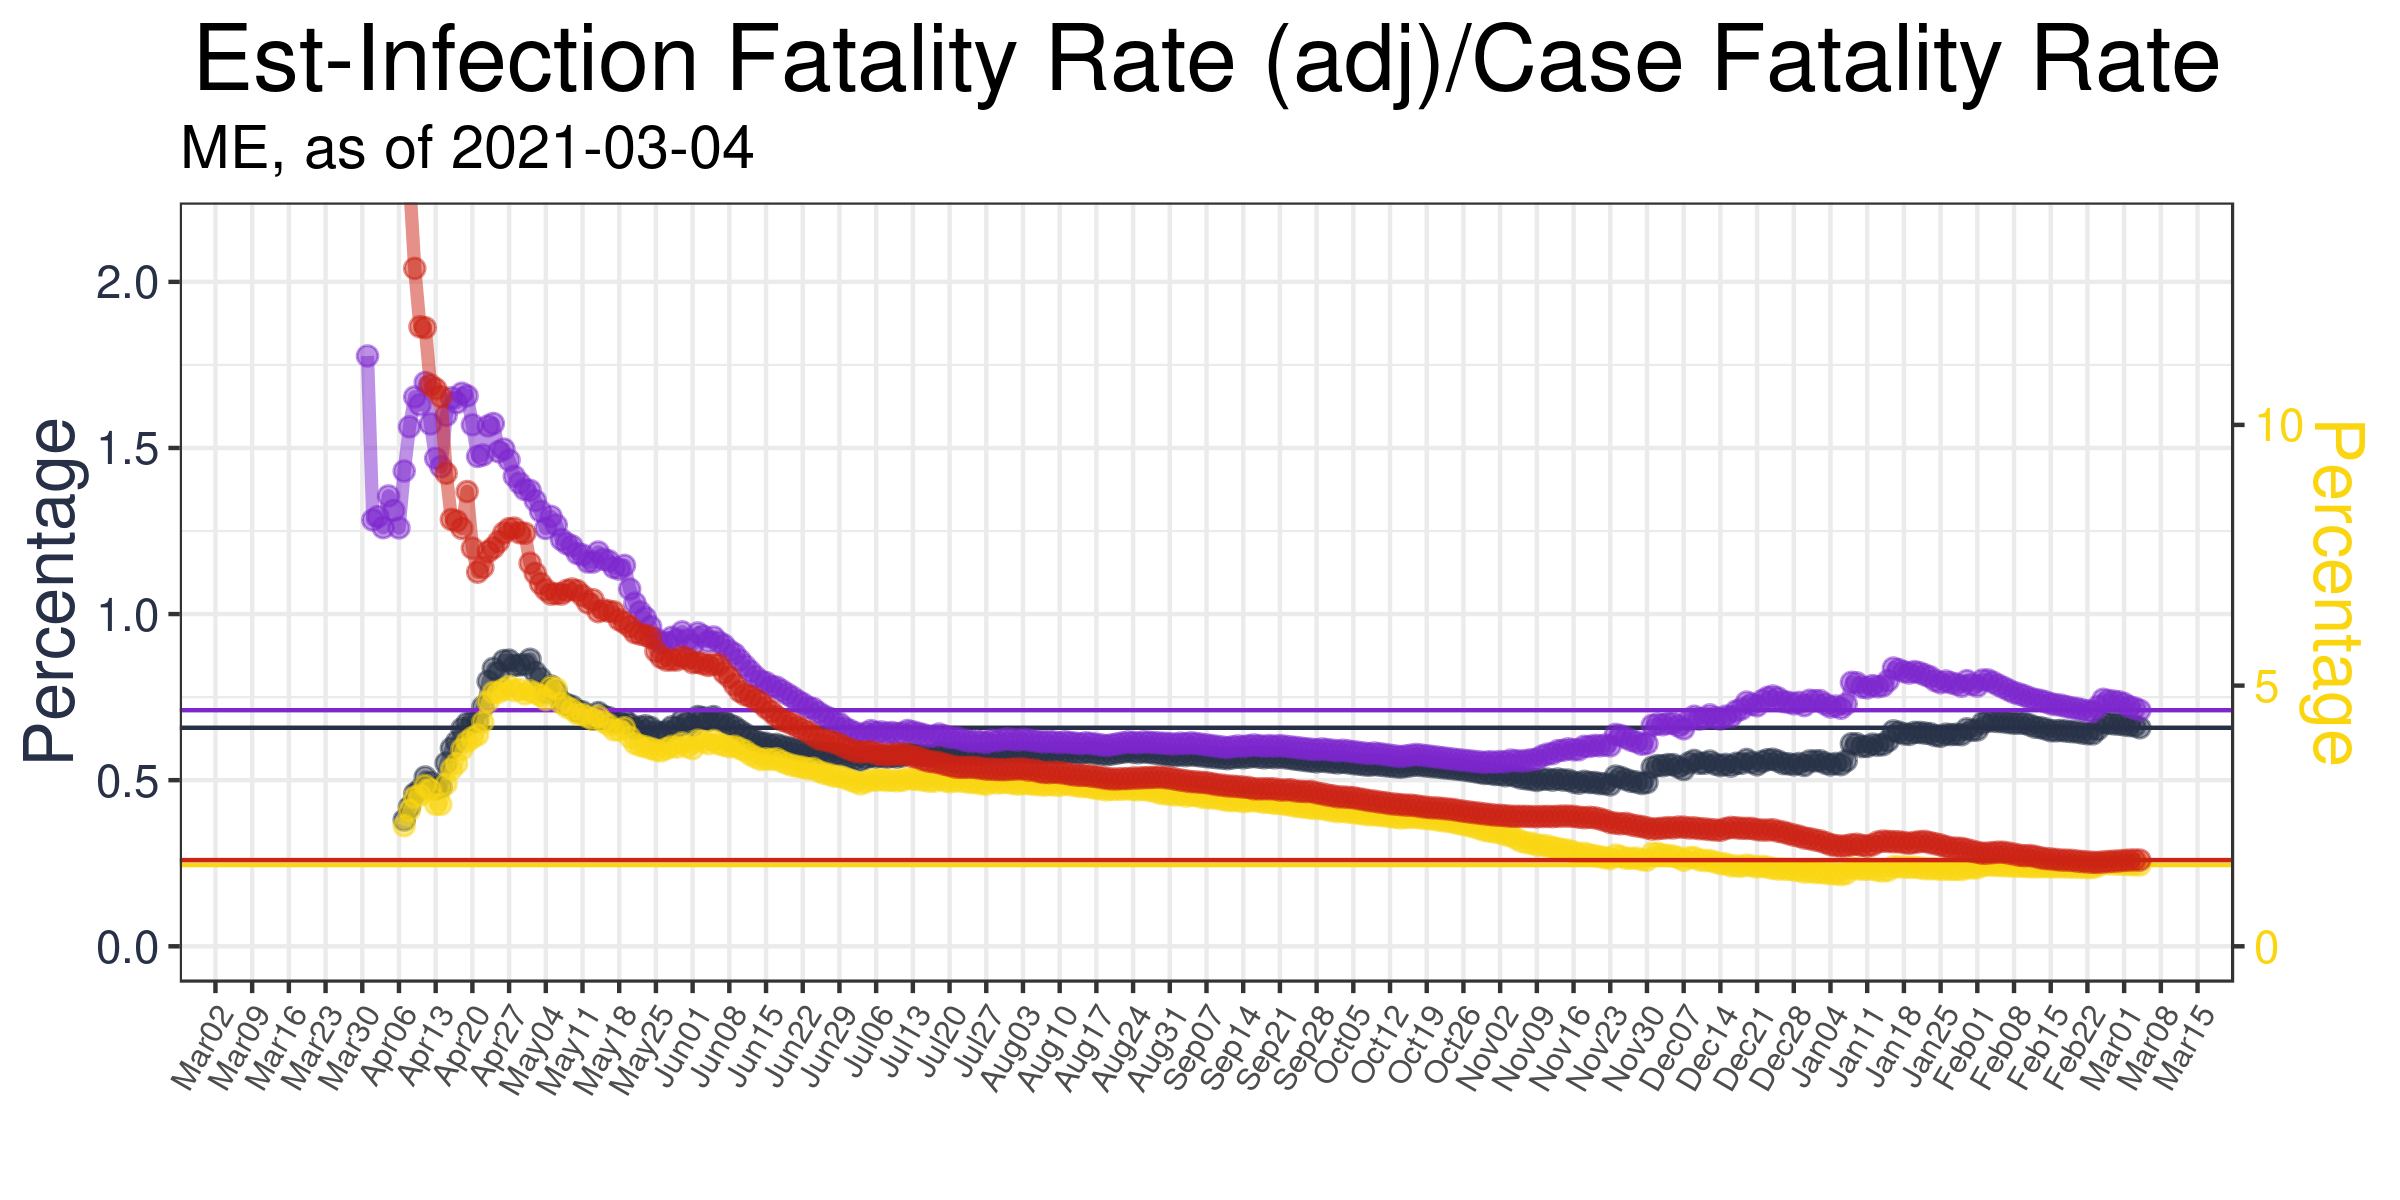 Est-Infection Fatality Rate (adj)/Case Fatality Rate
ME, as of 2021-03-04
Percentage
2.0
1.5
1.0
0.5
0.0
10
5
0
Percentage
Mar02
Mar09
Mar16
Mar23
Mar30
Apr06
Apr13
Apr20
Apr27
May04
May11
May18
May25
Jun01
Jun08
Jun15
Jun22
Jun29
Jul06
Jul13
Jul20
Jul27
Aug03
Aug10
Aug17
Aug24
Aug31
Sep07
Sep14
Sep21
Sep28
Oct05
Oct12
Oct19
Oct26
Nov02
Nov09
Nov16
Nov23
Nov30
Dec07
Dec14
Dec21
Dec28
Jan04
Jan11
Jan18
Jan25
Feb01
Feb08
Feb15
Feb22
Mar01
Mar08
Mar15